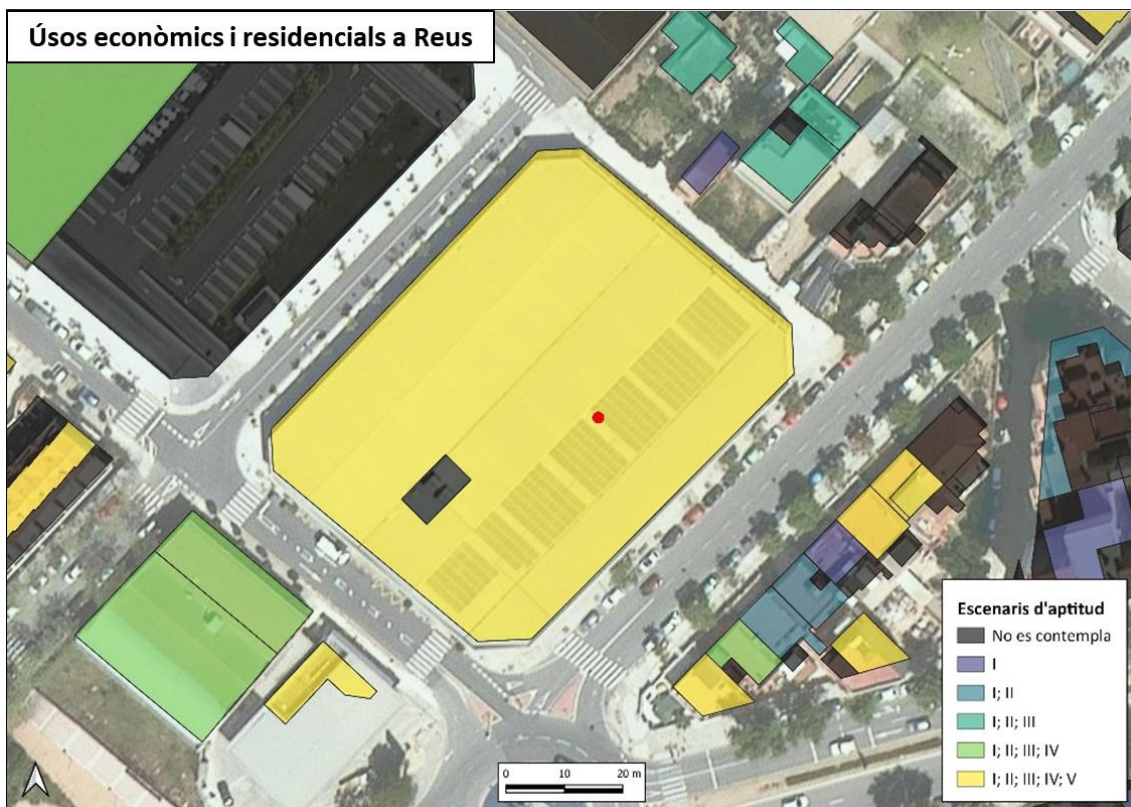 Úsos econòmics i residencials a Reus
Escenaris d'aptitud
No es contempla
I
I; II
I; II; III
I; II; III; IV
I; II; III; IV; V
0 10 20 m